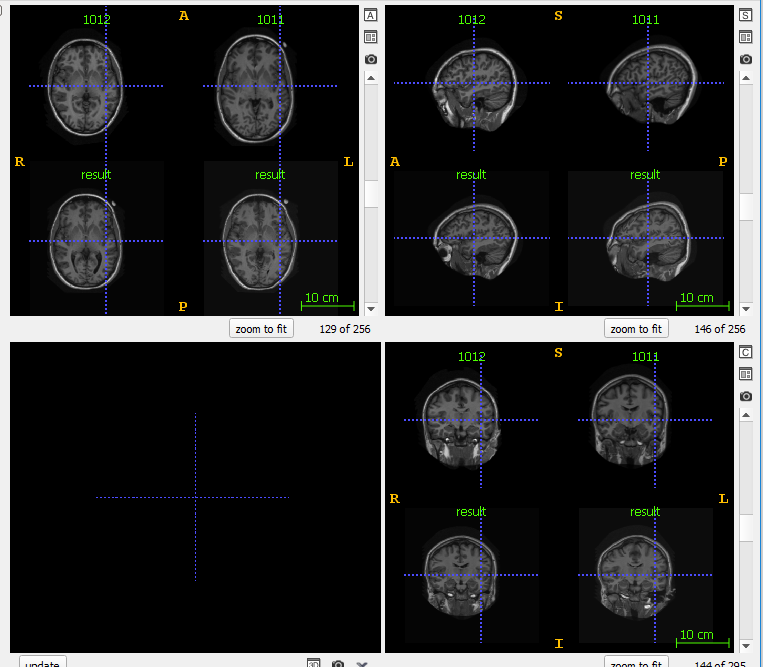 1012 A 1011 A
R L
result result
P 10 cm
zoom to fit 129 of 256
1012 S 1011 S
A P
result result
I 10 cm
zoom to fit 146 of 256
update 3D
1012 S 1011 C
R L
result result
I 10 cm
zoom to fit 144 of 295